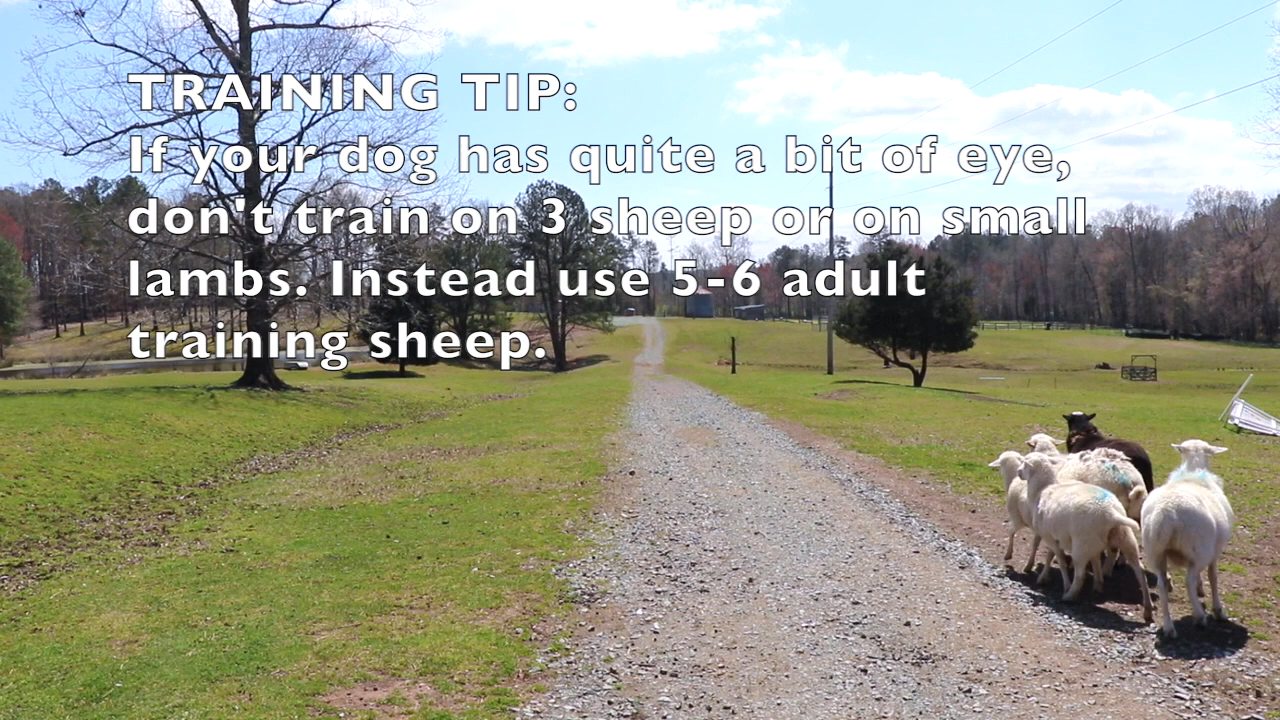 TRAINING TIP:
If your dog has quite a bit of eye,
don't train on 3 sheep or on small
lambs. Instead use 5-6 adult
training sheep.